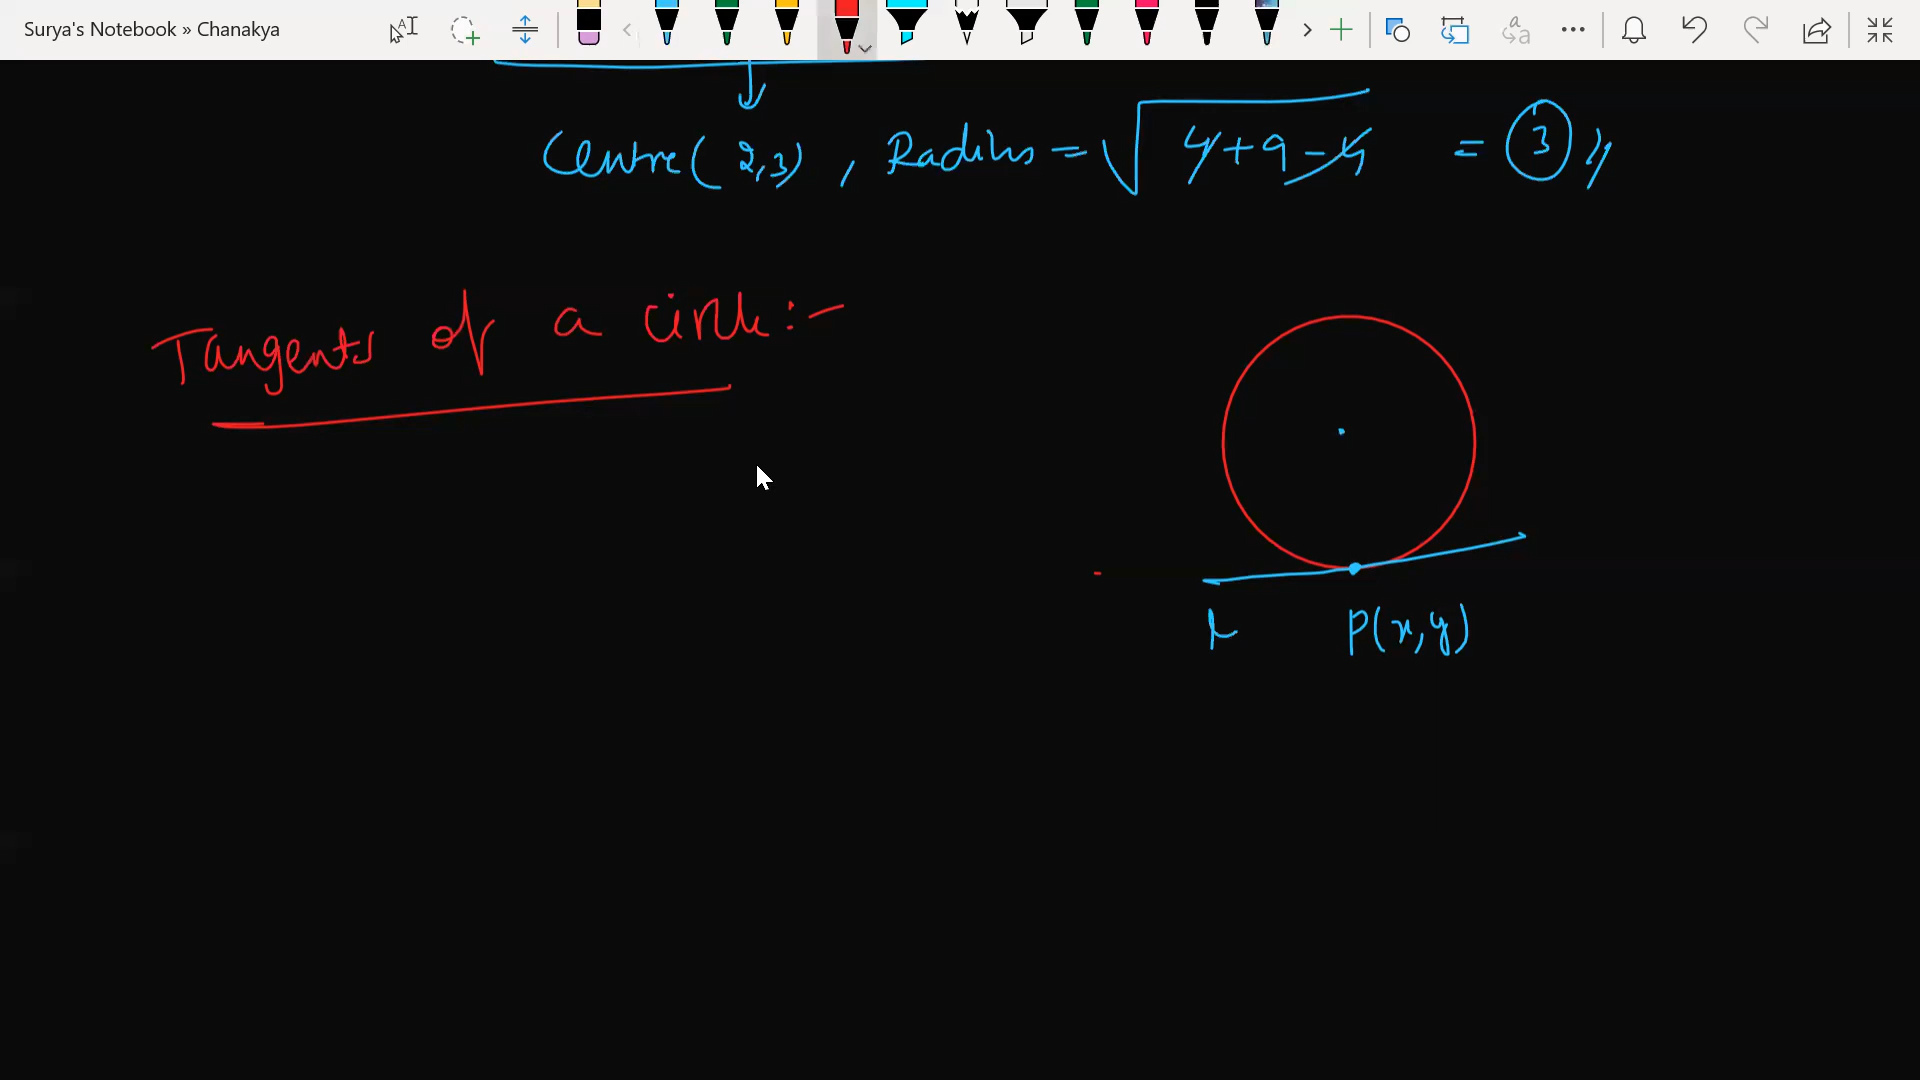 Surya's Notebook » Chanakya
Centre (2,3) , Radius = √4+9-4 = 3
Tangents of a circle :-
P(x,y)